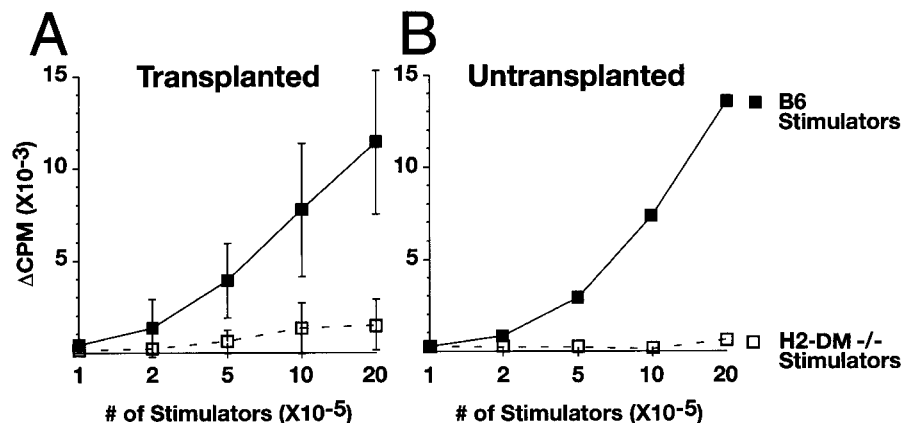 A
Transplanted
15
10
5
ΔCPM (X10-3)
1 2 5 10 20
# of Stimulators (X10-5)
B
Untransplanted
15
10
5
1 2 5 10 20
# of Stimulators (X10-5)
B6
Stimulators
H2-DM -/-
Stimulators